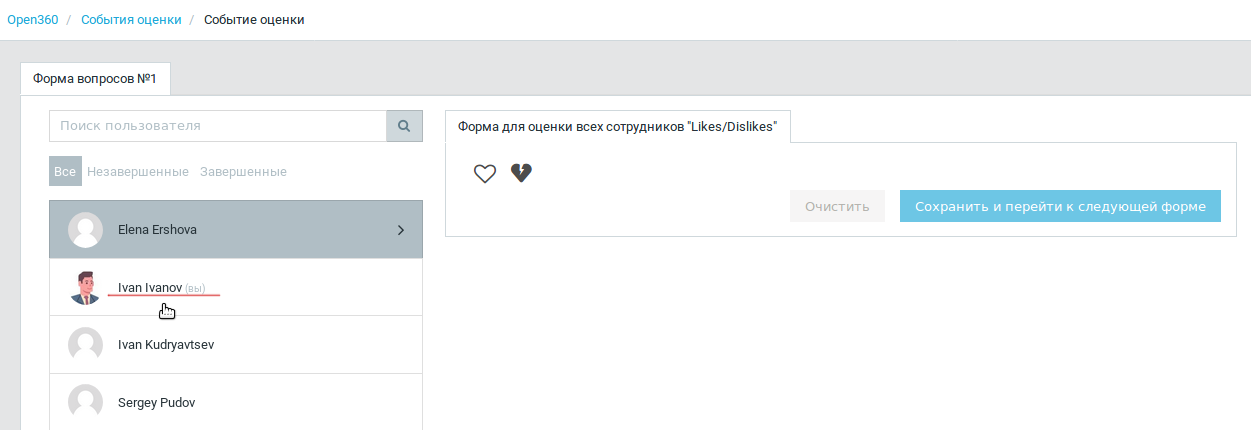 Open360 / События оценки / Событие оценки
Форма вопросов №1
Поиск пользователя
Все Незавершенные Завершенные
Elena Ershova
Ivan Ivanov (вы)
Ivan Kudryavtsev
Sergey Pudov
Форма для оценки всех сотрудников "Likes/Dislikes"
Очистить Сохранить и перейти к следующей форме